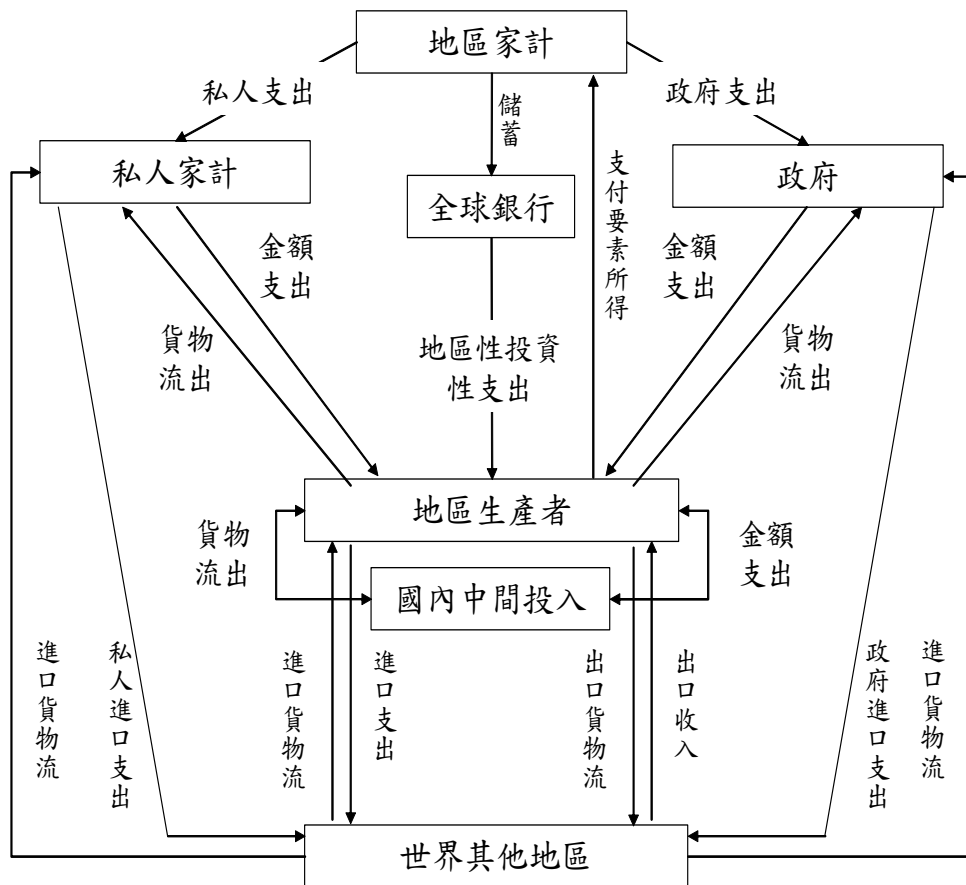 地區家計
私人支出
儲蓄
政府支出
私人家計
全球銀行
支付要素所得
政府
金額
支出
金額
支出
貨物
流出
地區性投資
性支出
貨物
流出
地區生產者
貨物
流出
金額
支出
國內中間投入
進口貨物流
私人進口支出
進口貨物流
進口支出
出口貨物流
出口收入
政府進口支出
進口貨物流
世界其他地區